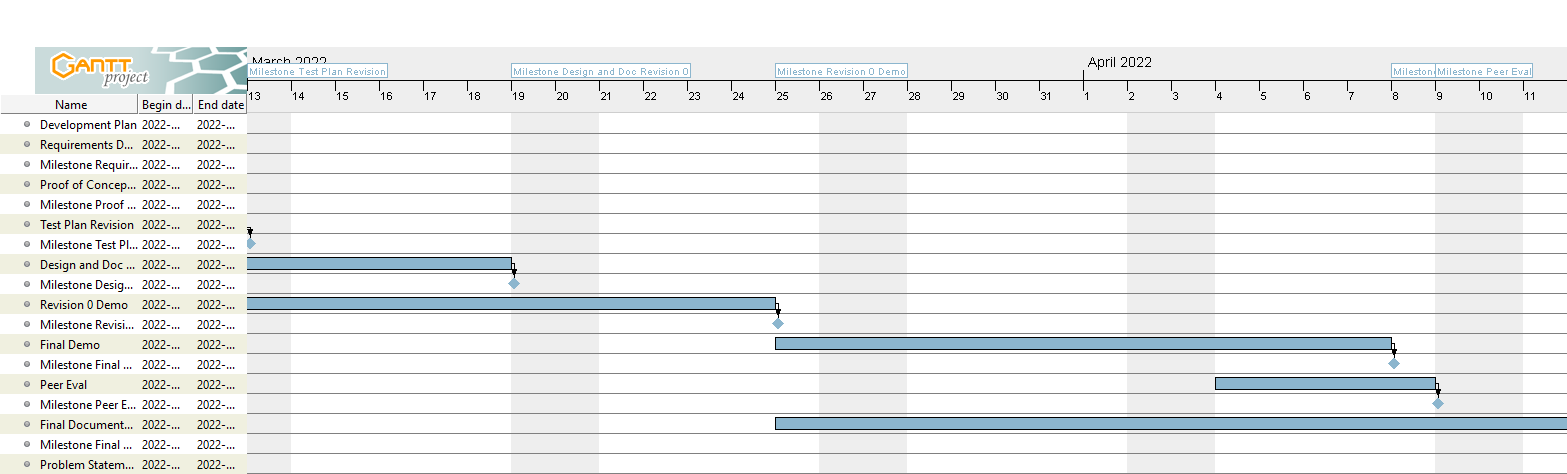 GANTT
project
March 2022
April 2022
Milestone Test Plan Revision
Milestone Design and Doc Revision 0
Milestone Revision 0 Demo
Mileston
Milestone Peer Eval
13 14 15 16 17 18 19 20 21 22 23 24 25 26 27 28 29 30 31 1 2 3 4 5 6 7 8 9 10 11
Name Begin d... End date
Development Plan 2022-... 2022-...
Requirements D... 2022-... 2022-...
Milestone Requir... 2022-... 2022-...
Proof of Concep... 2022-... 2022-...
Milestone Proof ... 2022-... 2022-...
Test Plan Revision 2022-... 2022-...
Milestone Test Pl... 2022-... 2022-...
Design and Doc ... 2022-... 2022-...
Milestone Desig... 2022-... 2022-...
Revision 0 Demo 2022-... 2022-...
Milestone Revisi... 2022-... 2022-...
Final Demo 2022-... 2022-...
Milestone Final ... 2022-... 2022-...
Peer Eval 2022-... 2022-...
Milestone Peer E... 2022-... 2022-...
Final Document... 2022-... 2022-...
Milestone Final ... 2022-... 2022-...
Problem Statem... 2022-... 2022-...